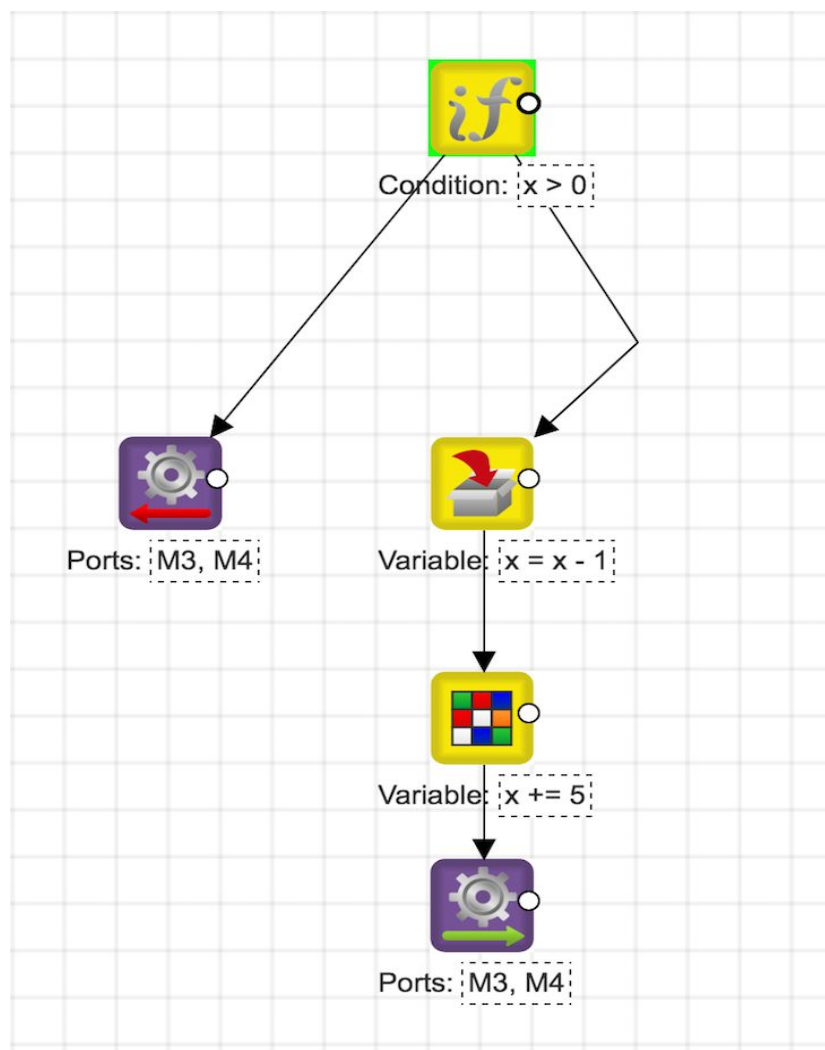 if
Condition: x > 0
Ports: M3, M4
Variable: x = x - 1
Variable: x += 5
Ports: M3, M4